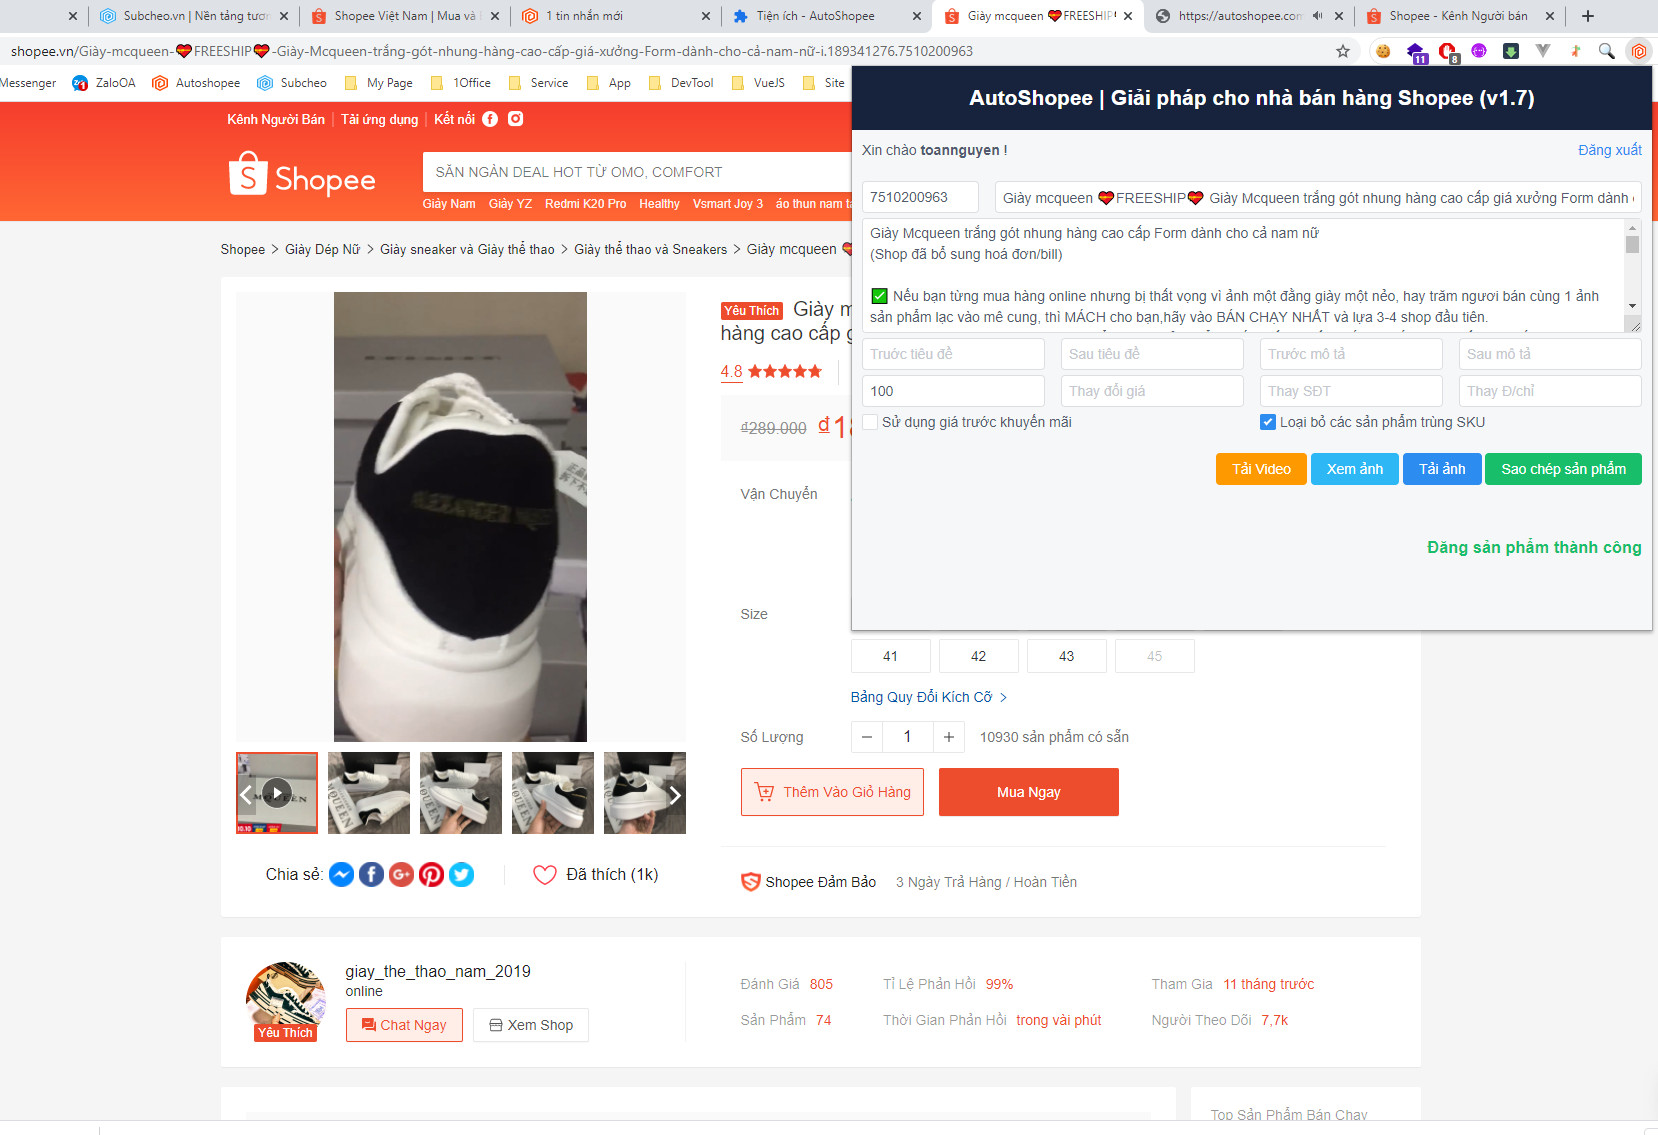 Subcheo.vn | Nền tảng tươn
Shopee Việt Nam | Mua và
1 tin nhắn mới
Tiện ích - AutoShopee
Giày mcqueen ❤FREESHIP
https://autoshopee.com
Shopee - Kênh Người bán
shopee.vn/Giày-mcqueen-❤FREESHIP❤-Giày-Mcqueen-trắng-gót-nhung-hàng-cao-cấp-giá-xưởng-Form-dành-cho-cả-nam-nữ-i.189341276.7510200953
11
8
Messenger
ZaloOA
Autoshopee
Subcheo
My Page
1Office
Service
App
DevTool
VueJS
Site
AutoShopee | Giải pháp cho nhà bán hàng Shopee (v1.7)
Kênh Người Bán
Tải ứng dụng
Kết nối
Xin chào toannguyen !
Đăng xuất
Shopee
SĂN NGÀN DEAL HOT TỪ OMO, COMFORT
Giày Nam
Giày YZ
Redmi K20 Pro
Healthy
Vsmart Joy 3
áo thun nam ta
7510200963
Giày mcqueen ❤FREESHIP❤ Giày Mcqueen trắng gót nhung hàng cao cấp giá xưởng Form dành
Giày Mcqueen trắng gót nhung hàng cao cấp Form dành cho cả nam nữ
(Shop đã bổ sung hoá đơn/bill)
✅ Nếu bạn từng mua hàng online nhưng bị thất vọng vì ảnh một đằng giày một nẻo, hay trăm ngươi bán cùng 1 ảnh
sản phẩm lạc vào mê cung, thì MÁCH cho bạn,hãy vào BÁN CHẠY NHẤT và lựa 3-4 shop đầu tiên.
Shopee > Giày Dép Nữ > Giày sneaker và Giày thể thao > Giày thể thao và Sneakers > Giày mcqueen
Trước tiêu đề
Sau tiêu đề
Trước mô tả
Sau mô tả
100
Thay đổi giá
Thay SĐT
Thay Đ/chỉ
Sử dụng giá trước khuyến mãi
Loại bỏ các sản phẩm trùng SKU
Tải Video
Xem ảnh
Tải ảnh
Sao chép sản phẩm
Đăng sản phẩm thành công
Yêu Thích
Giày m
hàng cao cấp g
4.8
₫289.000
₫18
Vận Chuyển
Size
41
42
43
45
Bảng Quy Đổi Kích Cỡ >
Số Lượng
1
10930 sản phẩm có sẵn
Thêm Vào Giỏ Hàng
Mua Ngay
Chia sẻ:
Đã thích (1k)
Shopee Đảm Bảo
3 Ngày Trả Hàng / Hoàn Tiền
giay_the_thao_nam_2019
online
Yêu Thích
Chat Ngay
Xem Shop
Đánh Giá 805
Tỉ Lệ Phản Hồi 99%
Tham Gia 11 tháng trước
Sản Phẩm 74
Thời Gian Phản Hồi trong vài phút
Người Theo Dõi 7,7k
Top Sản Phẩm Bán Chạy